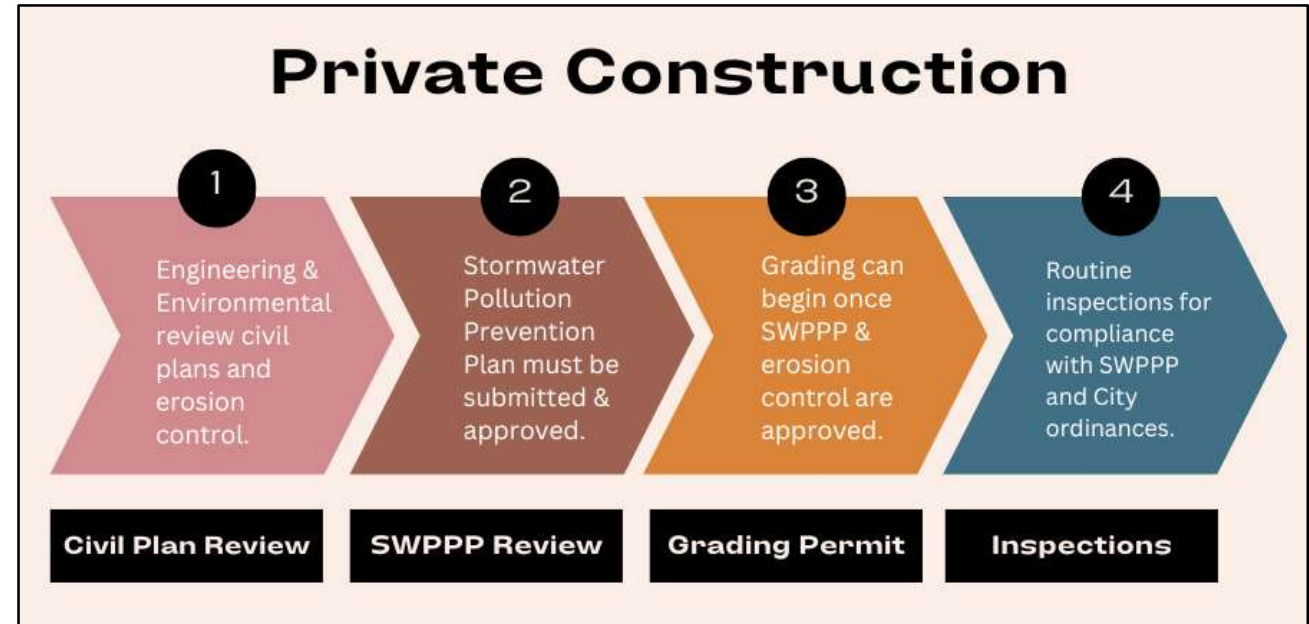 Private Construction
1
Engineering &
Environmental
review civil
plans and
erosion
control.
Civil Plan Review
2
Stormwater
Pollution
Prevention
Plan must be
submitted &
approved.
SWPPP Review
3
Grading can
begin once
SWPPP &
erosion
control are
approved.
Grading Permit
4
Routine
inspections for
compliance
with SWPPP
and City
ordinances.
Inspections